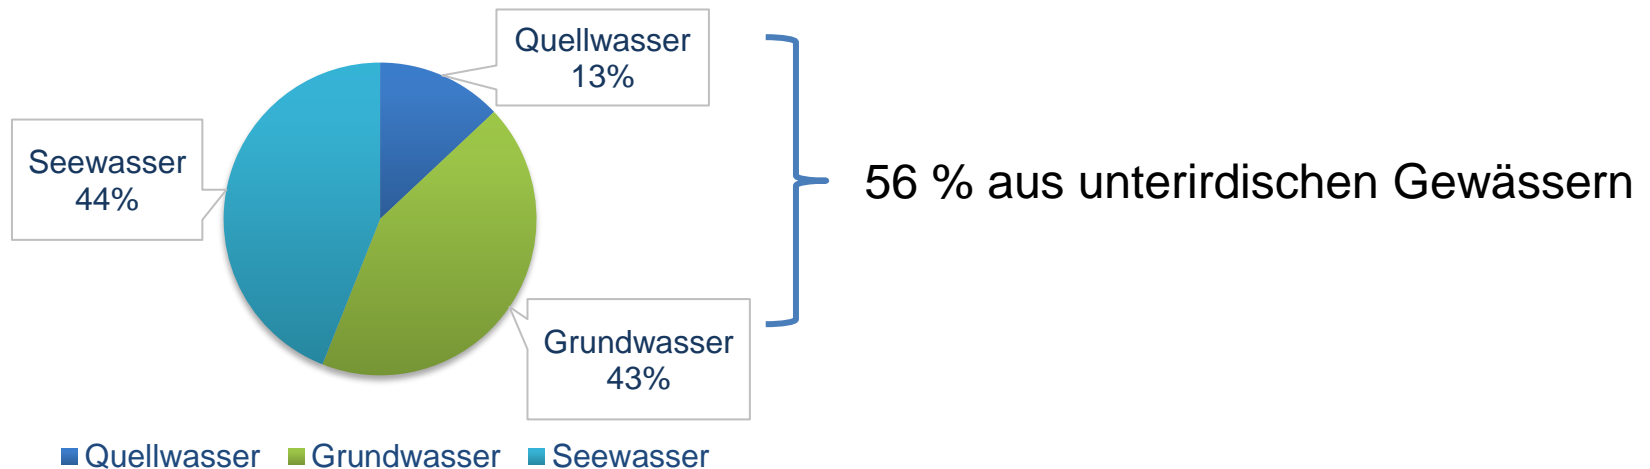 Quellwasser
13%
Seewasser
44%
56 % aus unterirdischen Gewässern
Grundwasser
43%
Quellwasser Grundwasser Seewasser